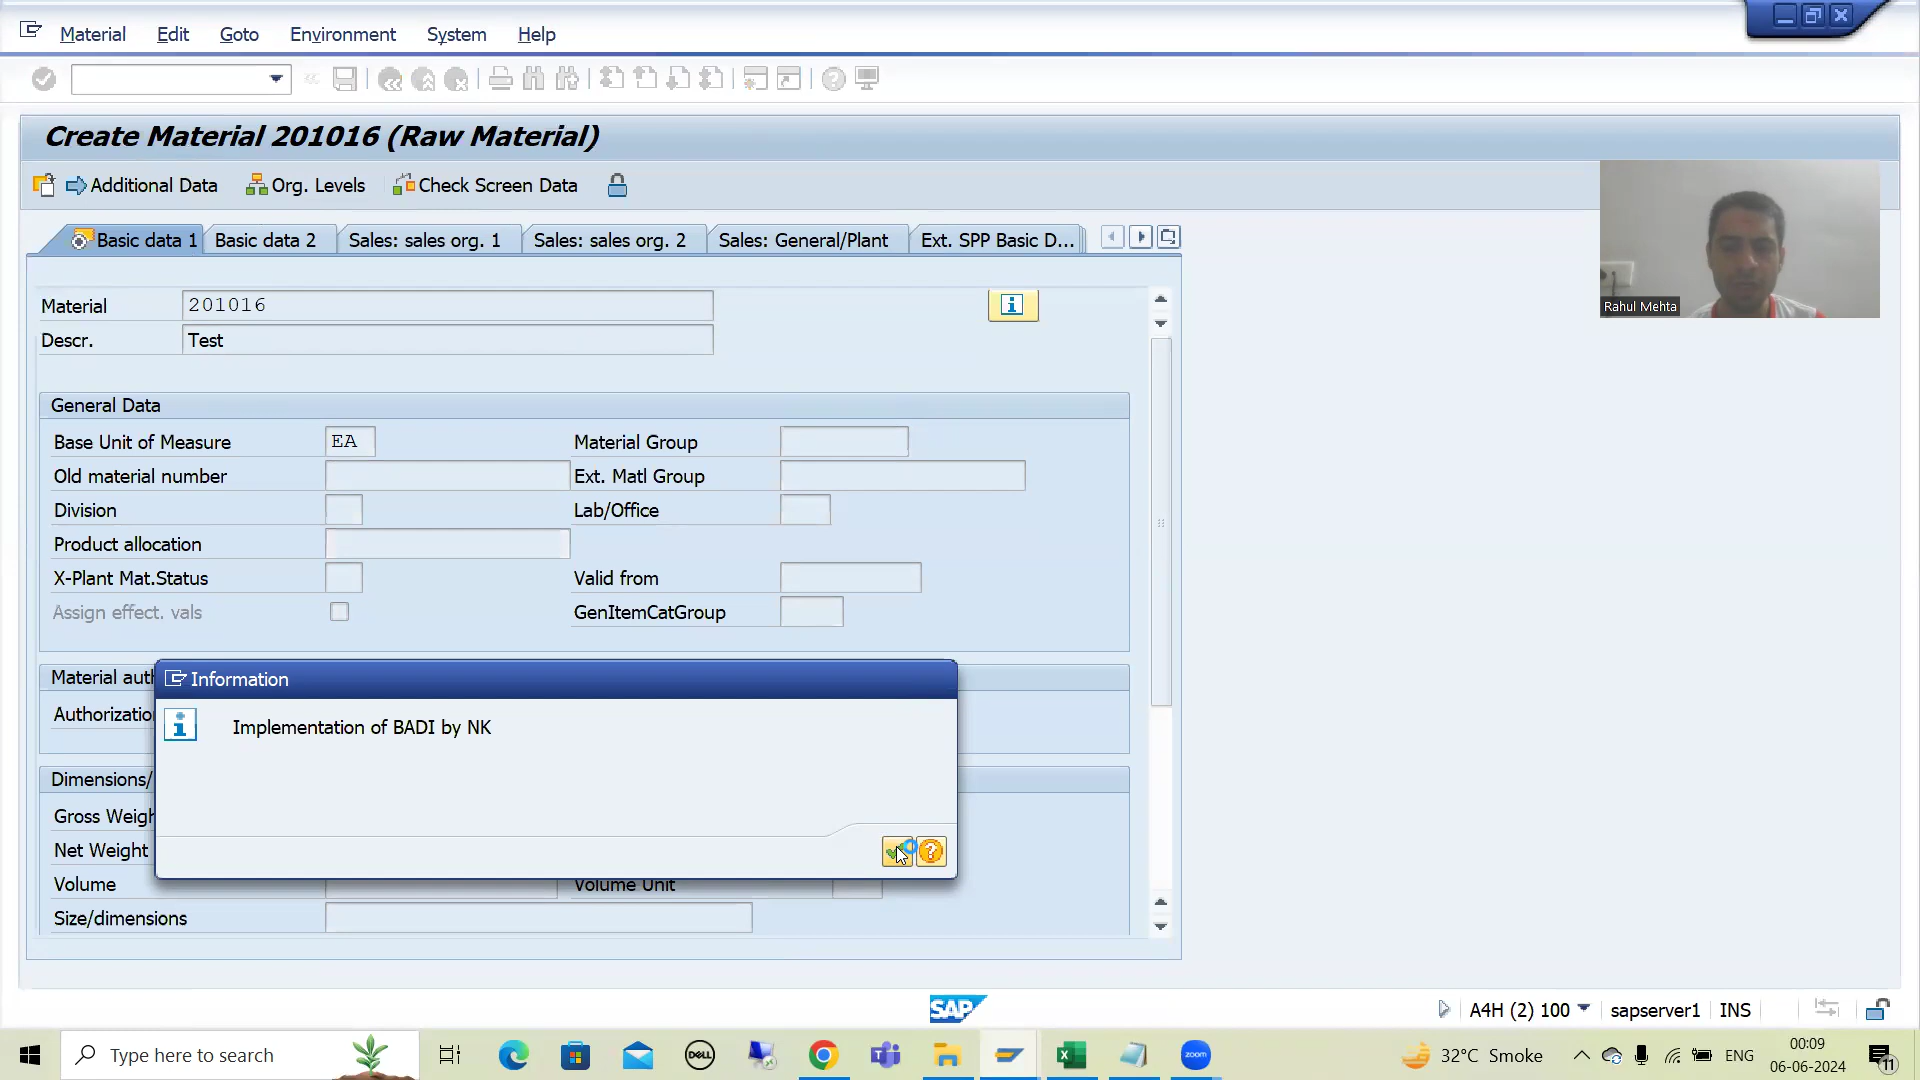 Material Edit Goto Environment System Help
Create Material 201016 (Raw Material)
Additional Data Org. Levels Check Screen Data
Basic data 1 Basic data 2 Sales: sales org. 1 Sales: sales org. 2 Sales: General/Plant Ext. SPP Basic D...
Material 201016
Descr. Test
Rahul Mehta
General Data
Base Unit of Measure EA Material Group
Old material number Ext. Matl Group
Division Lab/Office
Product allocation
X-Plant Mat.Status Valid from
Assign effect. vals GenItemCatGroup
Material auth
Information
Authorizatio
Implementation of BADI by NK
Dimensions/
Gross Weigh
Net Weight
Volume Volume Unit
Size/dimensions
SAP A4H (2) 100 sapserver1 INS
Type here to search DELL zoom 32°C Smoke ENG 00:09
06-06-2024 11